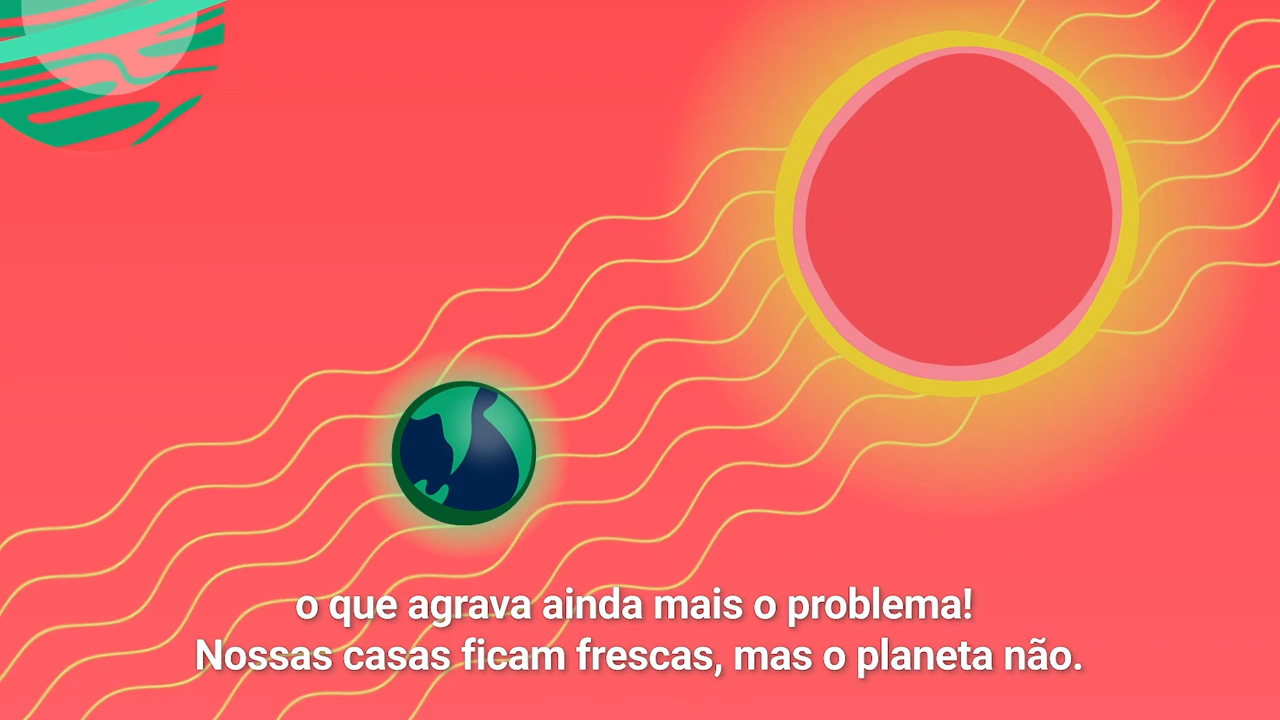 o que agrava ainda mais o problema!
Nossas casas ficam frescas, mas o planeta não.